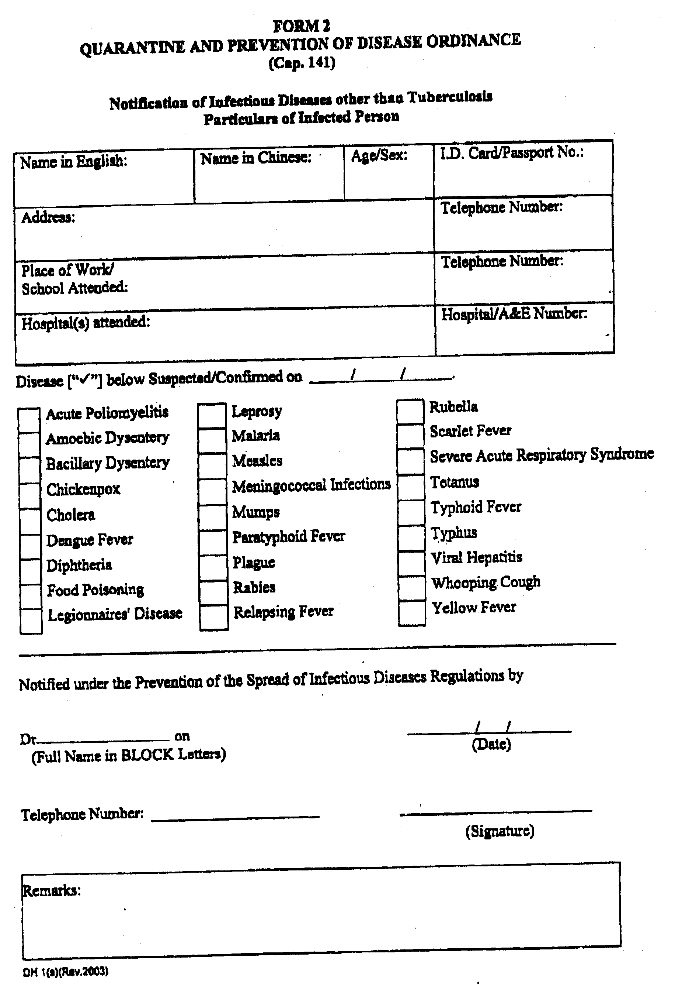 FORM 2
QUARANTINE AND PREVENTION OF DISEASE ORDINANCE
(Cap. 141)
Notification of Infectious Diseases other than Tuberculosis
Particulars of Infected Person
Name in English:
Name in Chinese:
Age/Sex:
I.D. Card/Passport No.:
Address:
Telephone Number:
Place of Work/
School Attended:
Telephone Number:
Hospital(s) attended:
Hospital/A&E Number:
Disease ["✓"] below Suspected/Confirmed on ____/____/____.
Acute Poliomyelitis
Amoebic Dysentery
Bacillary Dysentery
Chickenpox
Cholera
Dengue Fever
Diphtheria
Food Poisoning
Legionnaires' Disease
Leprosy
Malaria
Measles
Meningococcal Infections
Mumps
Paratyphoid Fever
Plague
Rabies
Relapsing Fever
Rubella
Scarlet Fever
Severe Acute Respiratory Syndrome
Tetanus
Typhoid Fever
Typhus
Viral Hepatitis
Whooping Cough
Yellow Fever
Notified under the Prevention of the Spread of Infectious Diseases Regulations by
Dr.____________ on ____/____/____
(Full Name in BLOCK Letters)
(Date)
Telephone Number: ____________
(Signature)
Remarks:
DH 1(s)(Rev.2003)